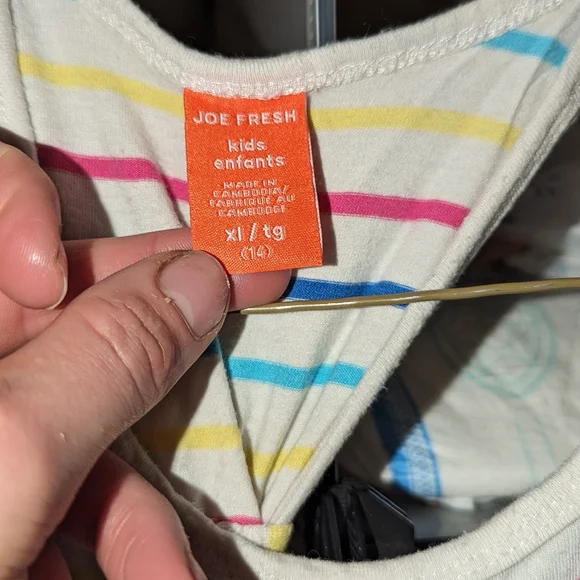 JOE FRESH
kids
enfants
MADE IN
CAMBODIA/
FABRIQUÉ AU
CAMBODGE
xl / tg
(14)